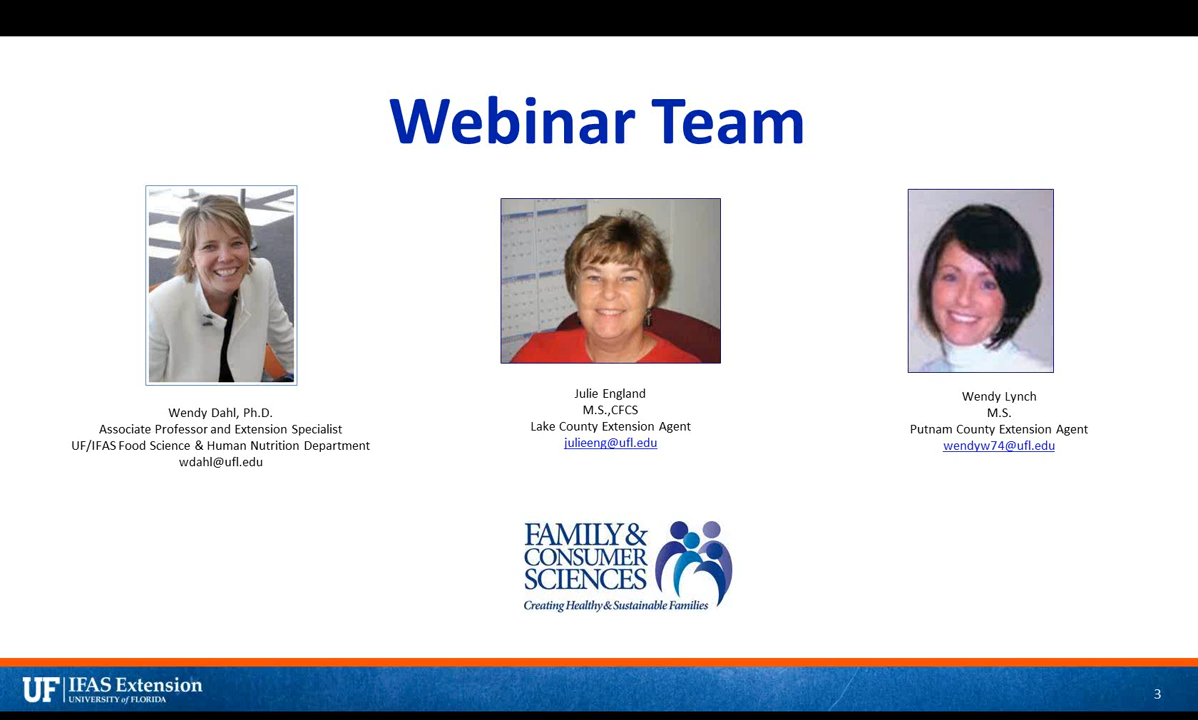 Webinar Team
Wendy Dahl, Ph.D.
Associate Professor and Extension Specialist
UF/IFAS Food Science & Human Nutrition Department
wdahl@ufl.edu
Julie England
M.S.,CFCS
Lake County Extension Agent
julieeng@ufl.edu
Wendy Lynch
M.S.
Putnam County Extension Agent
wendyw74@ufl.edu
FAMILY &
CONSUMER
SCIENCES
Creating Healthy & Sustainable Families
UF | IFAS Extension
UNIVERSITY of FLORIDA
3